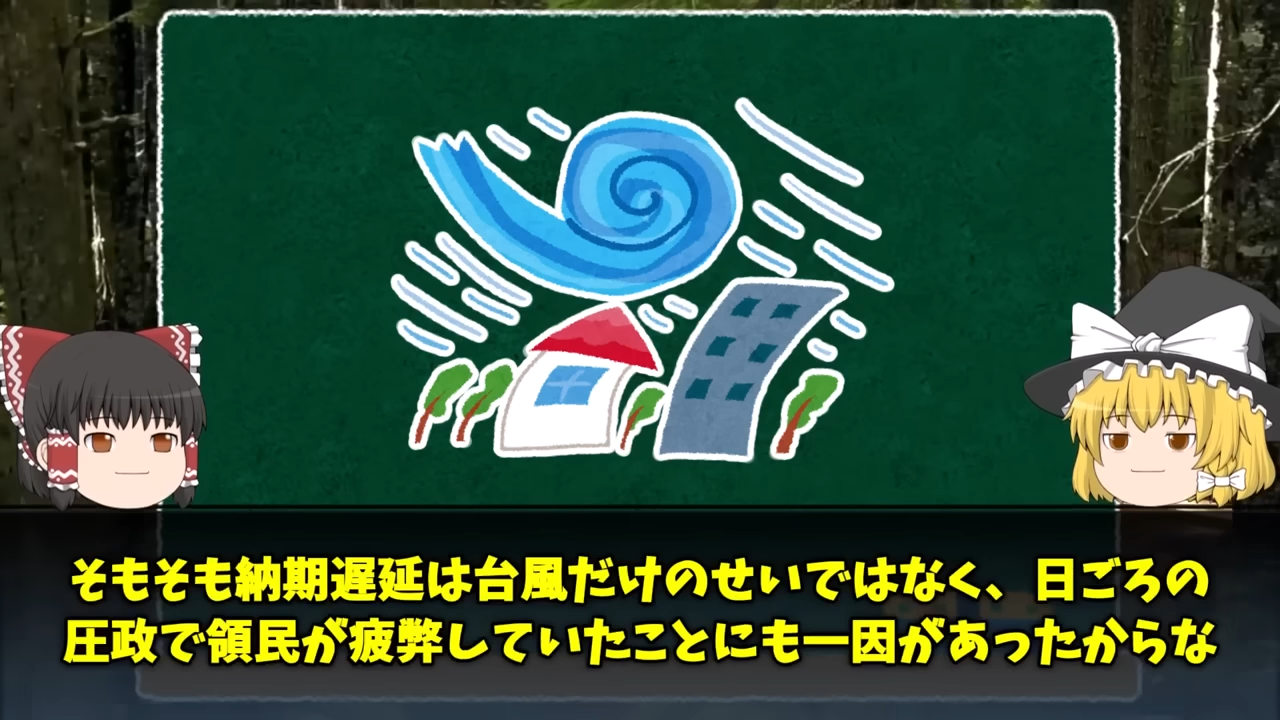 そもそも納期遅延は台風だけのせいではなく、日ごろの
圧政で領民が疲弊していたことにも一因があったからな